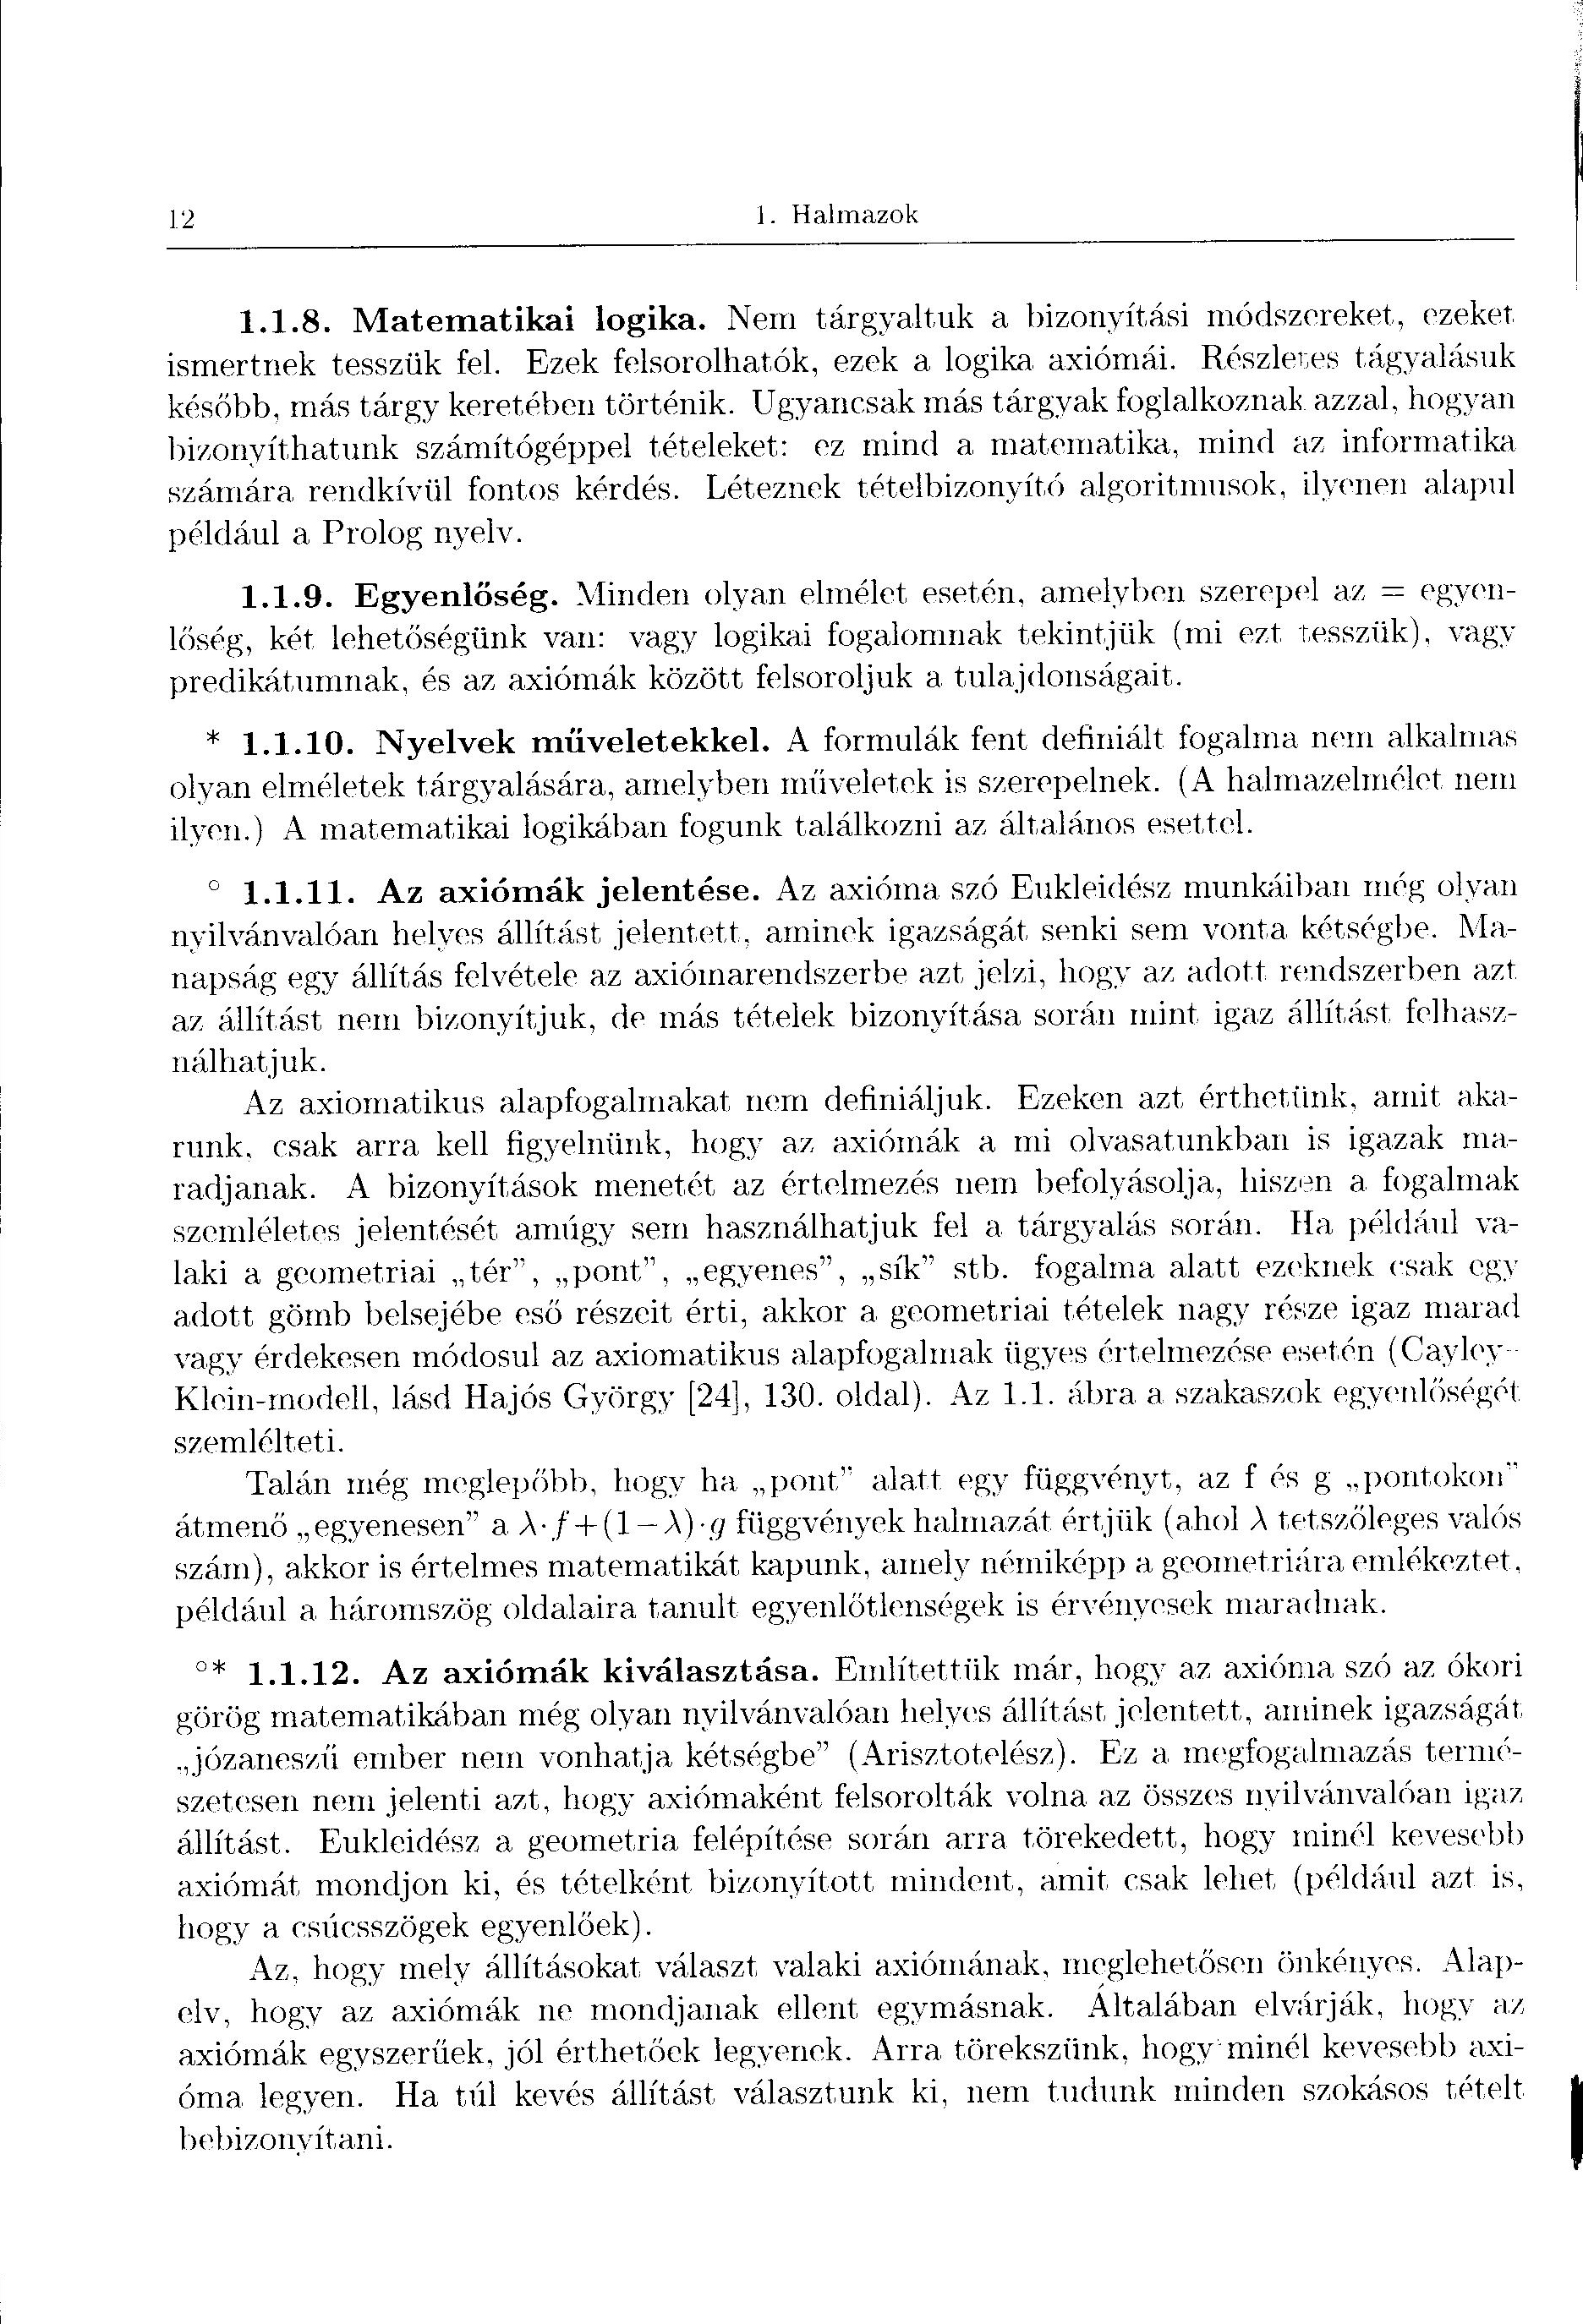 12
1. Halmazok
1.1.8. Matematikai logika. Nem tárgyaltuk a bizonyítási módszereket, ezeket
ismertnek tesszük fel. Ezek felsorolhatók, ezek a logika axiómái. Részletes tágyalásuk
később, más tárgy keretében történik. Ugyancsak más tárgyak foglalkoznak azzal, hogyan
bizonyíthatunk számítógéppel tételeket: ez mind a matematika, mind az informatika
számára rendkívül fontos kérdés. Léteznek tételbizonyító algoritmusok, ilyenen alapul
például a Prolog nyelv.
1.1.9. Egyenlőség. Minden olyan elmélet esetén, amelyben szerepel az = egyen-
lőség, két lehetőségünk van: vagy logikai fogalomnak tekintjük (mi ezt tesszük), vagy
predikátumnak, és az axiómák között felsoroljuk a tulajdonságait.
* 1.1.10. Nyelvek műveletekkel. A formulák fent definiált fogalma nem alkalmas
olyan elméletek tárgyalására, amelyben műveletek is szerepelnek. (A halmazelmélet nem
ilyen.) A matematikai logikában fogunk találkozni az általános esettel.
° 1.1.11. Az axiómák jelentése. Az axióma szó Eukleidész munkáiban még olyan
nyilvánvalóan helyes állítást jelentett, aminek igazságát senki sem vonta kétségbe. Ma-
napság egy állítás felvétele az axiómarendszerbe azt jelzi, hogy az adott rendszerben azt
az állítást nem bizonyítjuk, de más tételek bizonyítása során mint igaz állítást felhasz-
nálhatjuk.
Az axiomatikus alapfogalmakat nem definiáljuk. Ezeken azt érthetünk, amit aka-
runk, csak arra kell figyelnünk, hogy az axiómák a mi olvasatunkban is igazak ma-
radjanak. A bizonyítások menetét az értelmezés nem befolyásolja, hiszen a fogalmak
szemléletes jelentését amúgy sem használhatjuk fel a tárgyalás során. Ha például va-
laki a geometriai „tér”, „pont”, „egyenes”, „sík” stb. fogalma alatt ezeknek csak egy
adott gömb belsejébe eső részeit érti, akkor a geometriai tételek nagy része igaz marad
vagy érdekesen módosul az axiomatikus alapfogalmak ügyes értelmezése esetén (Cayley–
Klein-modell, lásd Hajós György [24], 130. oldal). Az 1.1. ábra a szakaszok egyenlőségét
szemlélteti.
Talán még meglepőbb, hogy ha „pont” alatt egy függvényt, az f és g „pontokon”
átmenő „egyenesen” a λ·f+(1−λ)·g függvények halmazát értjük (ahol λ tetszőleges valós
szám), akkor is értelmes matematikát kapunk, amely némiképp a geometriára emlékeztet,
például a háromszög oldalaira tanult egyenlőtlenségek is érvényesek maradnak.
°* 1.1.12. Az axiómák kiválasztása. Említettük már, hogy az axióma szó az ókori
görög matematikában még olyan nyilvánvalóan helyes állítást jelentett, aminek igazságát
„józaneszű ember nem vonhatja kétségbe” (Arisztotelész). Ez a megfogalmazás termé-
szetesen nem jelenti azt, hogy axiómaként felsorolták volna az összes nyilvánvalóan igaz
állítást. Eukleidész a geometria felépítése során arra törekedett, hogy minél kevesebb
axiómát mondjon ki, és tételként bizonyított mindent, amit csak lehet (például azt is,
hogy a csúcsszögek egyenlőek).
Az, hogy mely állításokat választ valaki axiómának, meglehetősen önkényes. Alap-
elv, hogy az axiómák ne mondjanak ellent egymásnak. Általában elvárják, hogy az
axiómák egyszerűek, jól érthetőek legyenek. Arra törekszünk, hogy minél kevesebb axi-
óma legyen. Ha túl kevés állítást választunk ki, nem tudunk minden szokásos tételt
bebizonyítani.